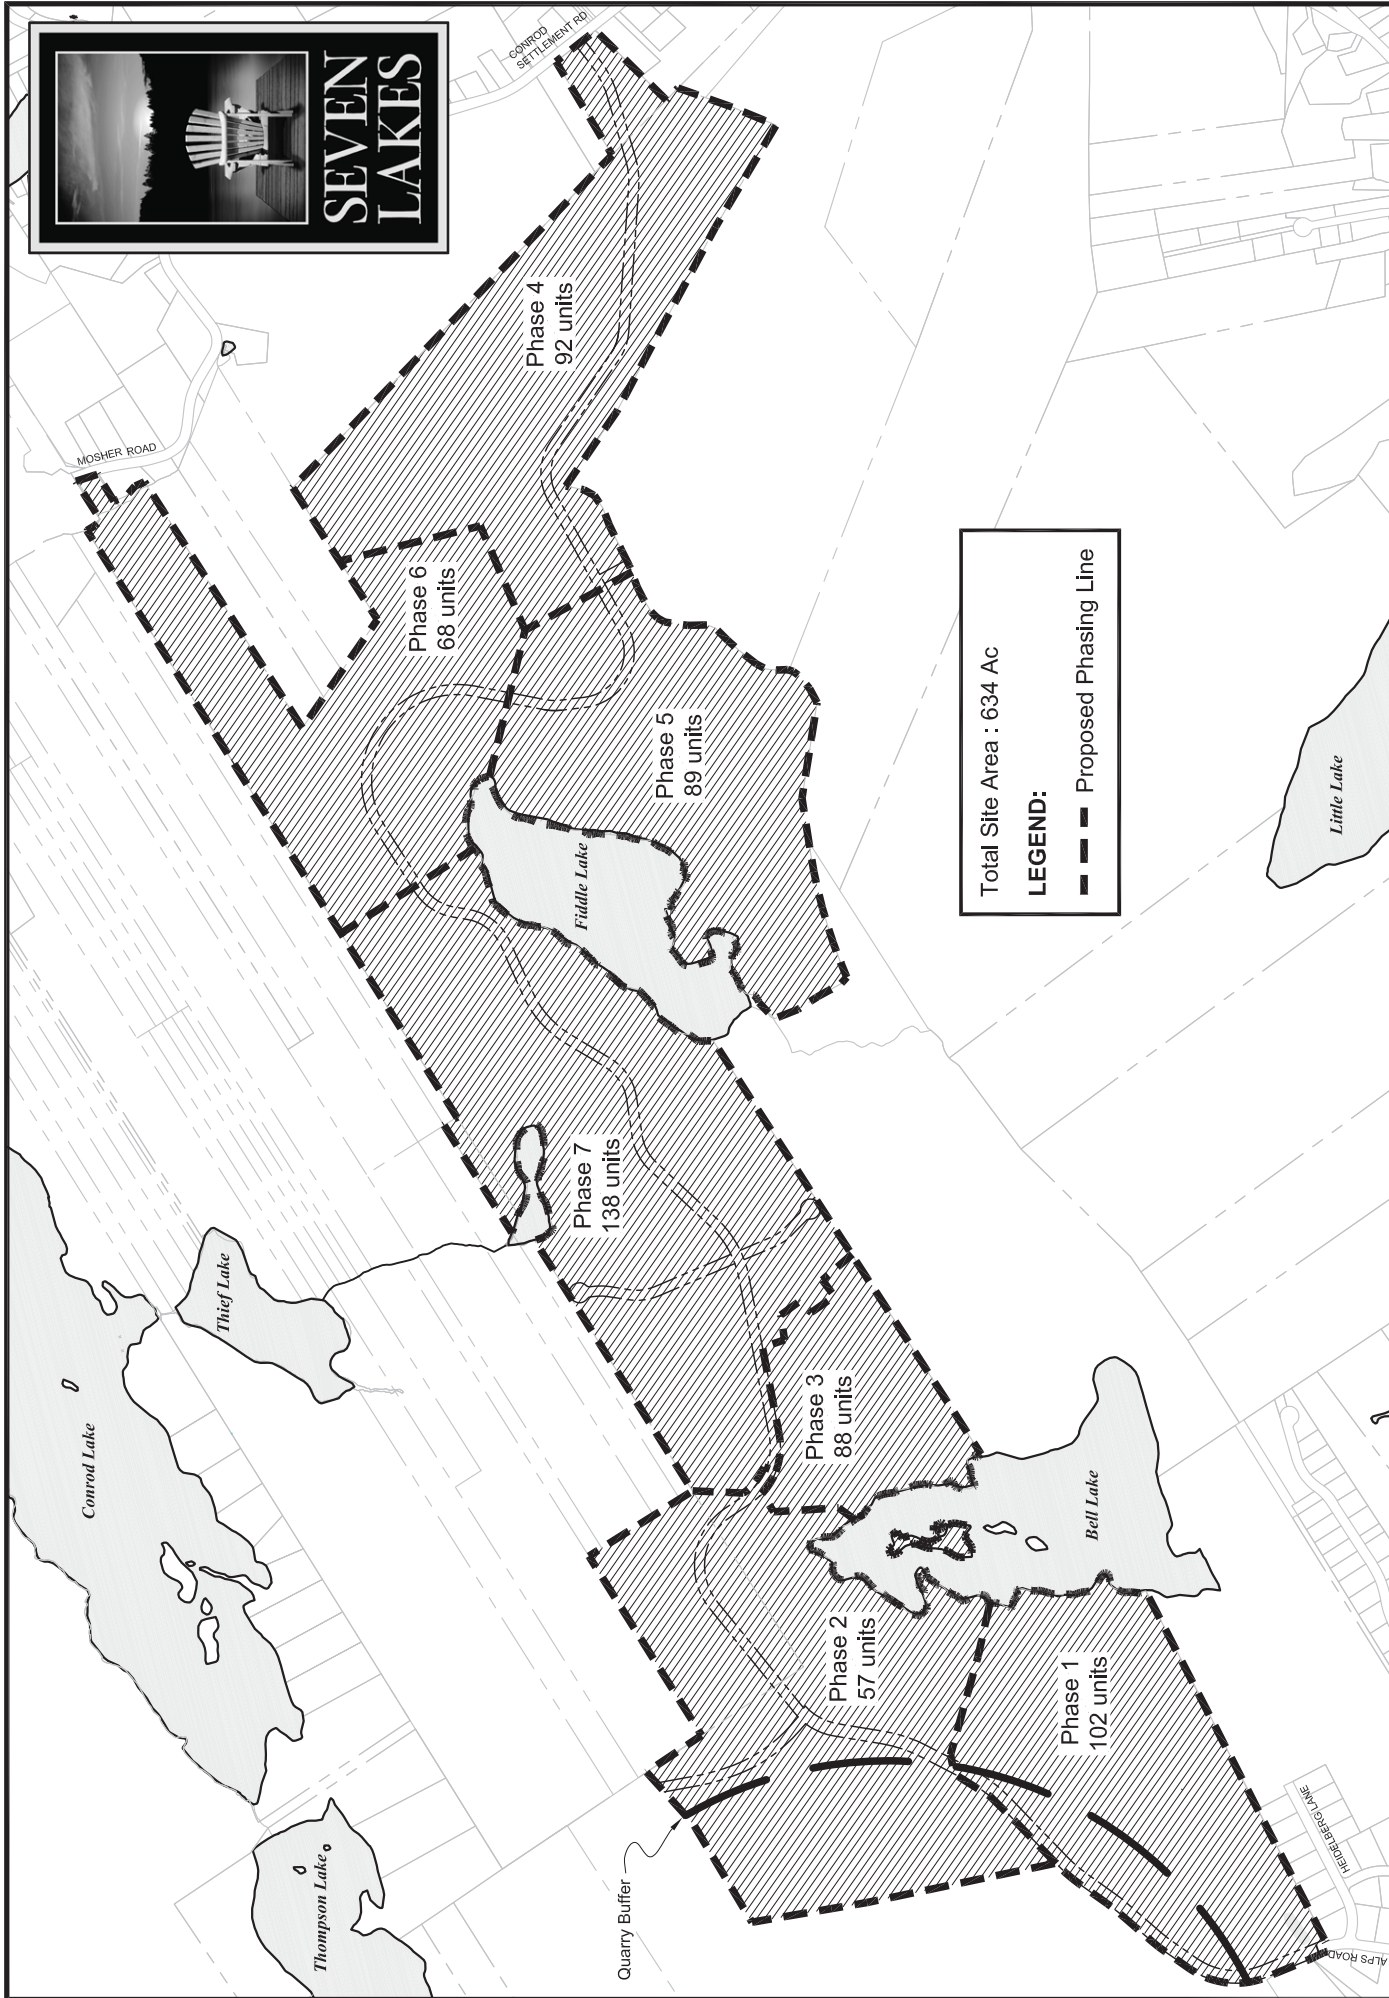 SEVEN
LAKES
CONROD
SETTLEMENT RD
MOSHER ROAD
Phase 4
92 units
Phase 6
68 units
Phase 5
89 units
Fiddle Lake
Phase 7
138 units
Thief Lake
Conrod Lake
Phase 3
88 units
Bell Lake
Phase 2
57 units
Phase 1
102 units
Thompson Lake
Quarry Buffer
HEIDELBERG LANE
ALPS ROAD
Little Lake
Total Site Area : 634 Ac
LEGEND:
Proposed Phasing Line